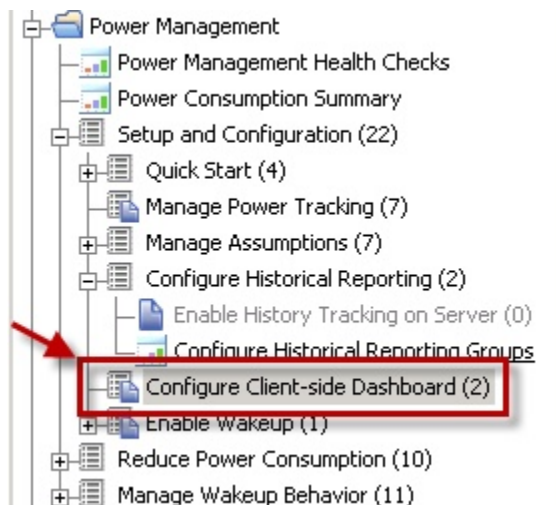 Power Management
Power Management Health Checks
Power Consumption Summary
Setup and Configuration (22)
Quick Start (4)
Manage Power Tracking (7)
Manage Assumptions (7)
Configure Historical Reporting (2)
Enable History Tracking on Server (0)
Configure Historical Reporting Groups
Configure Client-side Dashboard (2)
Enable Wakeup (1)
Reduce Power Consumption (10)
Manage Wakeup Behavior (11)